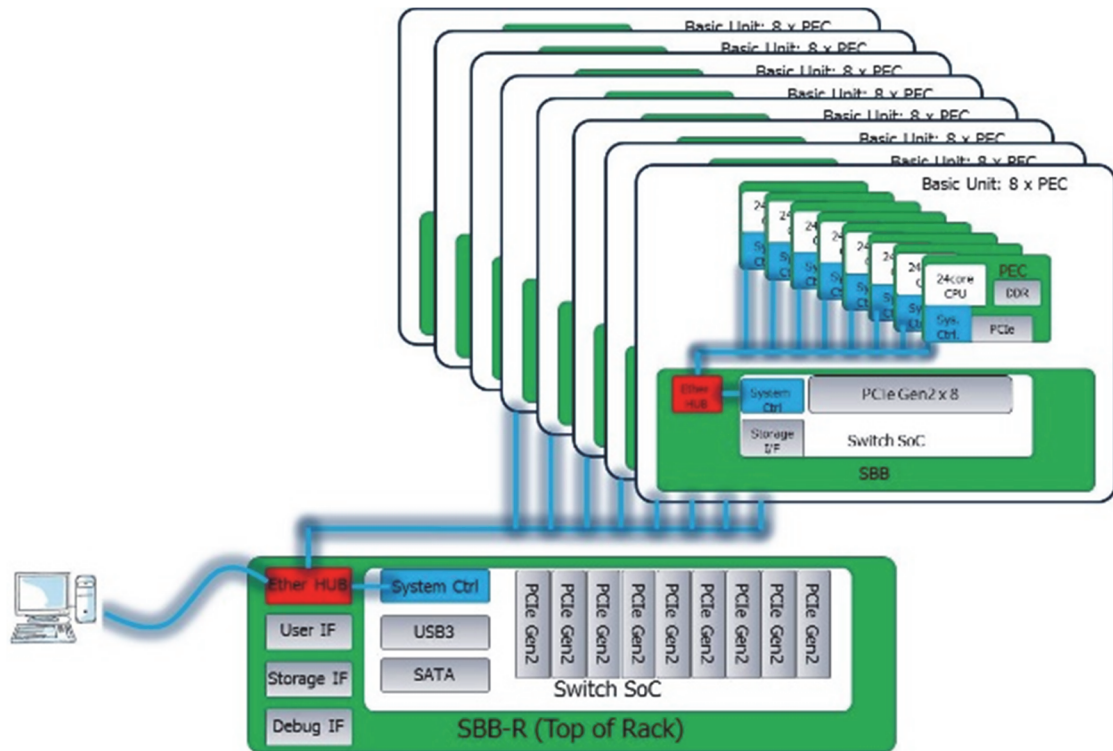 Basic Unit: 8 x PEC
Basic Unit: 8 x PEC
Basic Unit: 8 x PEC
Basic Unit: 8 x PEC
Basic Unit: 8 x PEC
Basic Unit: 8 x PEC
Basic Unit: 8 x PEC
Basic Unit: 8 x PEC
PEC
24core
CPU
DDR
Sys.
Ctrl.
PCIe
Ether
HUB
System
Ctrl
PCIe Gen2 x 8
Storage
I/F
Switch SoC
SBB
Ether HUB
System Ctrl
User IF
USB3
Storage IF
SATA
Debug IF
PCIe Gen2
PCIe Gen2
PCIe Gen2
PCIe Gen2
PCIe Gen2
PCIe Gen2
PCIe Gen2
PCIe Gen2
PCIe Gen2
Switch SoC
SBB-R (Top of Rack)